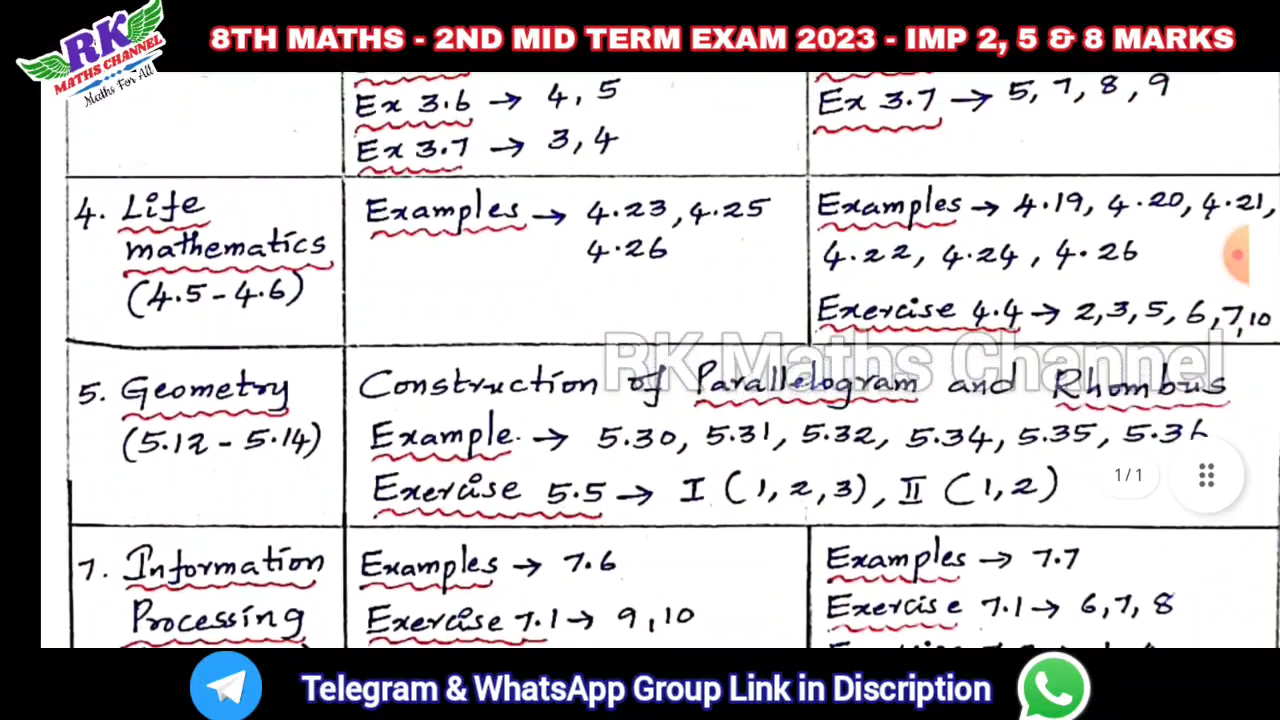 RK
MATHS CHANNEL
Maths For All
8TH MATHS - 2ND MID TERM EXAM 2023 - IMP 2, 5 & 8 MARKS
Ex 3.6 → 4, 5
Ex 3.7 → 3, 4
Ex 3.7 → 5, 7, 8, 9
4. Life
mathematics
(4.5 - 4.6)
Examples → 4.23, 4.25
4.26
Examples → 4.19, 4.20, 4.21,
4.22, 4.24, 4.26
Exercise 4.4 → 2, 3, 5, 6, 7, 10
RK Maths Channel
5. Geometry
(5.12 - 5.14)
Construction of Parallelogram and Rhombus
Example. → 5.30, 5.31, 5.32, 5.34, 5.35,
Exercise 5.5 → I (1, 2, 3), II (1, 2)
1/1
7. Information
Processing
Examples → 7.6
Exercise 7.1 → 9, 10
Examples → 7.7
Exercise 7.1 → 6, 7, 8
Telegram & WhatsApp Group Link in Discription